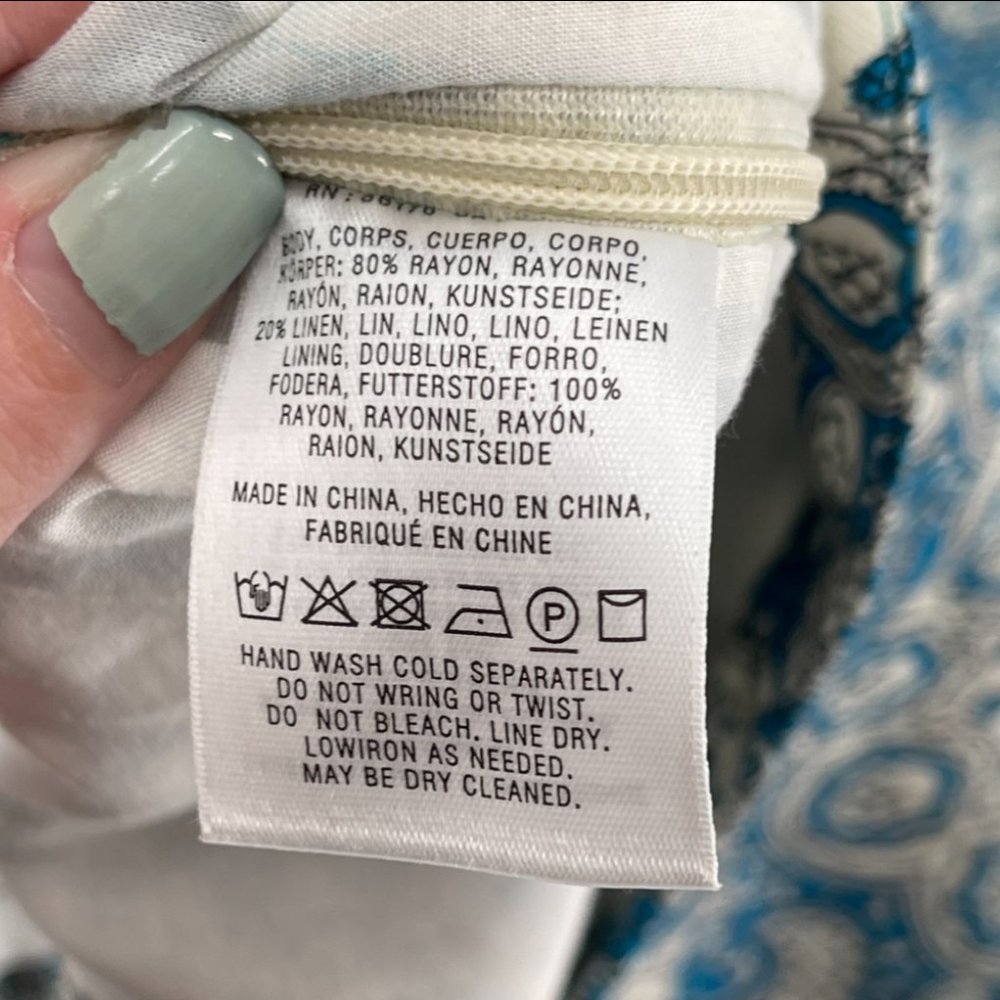 RN:
BODY, CORPS, CUERPO, CORPO,
KÖRPER: 80% RAYON, RAYONNE,
RAYÓN, RAION, KUNSTSEIDE;
20% LINEN, LIN, LINO, LINO, LEINEN
LINING, DOUBLURE, FORRO,
FODERA, FUTTERSTOFF: 100%
RAYON, RAYONNE, RAYÓN,
RAION, KUNSTSEIDE
MADE IN CHINA, HECHO EN CHINA,
FABRIQUÉ EN CHINE
P
HAND WASH COLD SEPARATELY.
DO NOT WRING OR TWIST.
DO NOT BLEACH. LINE DRY.
LOWIRON AS NEEDED.
MAY BE DRY CLEANED.